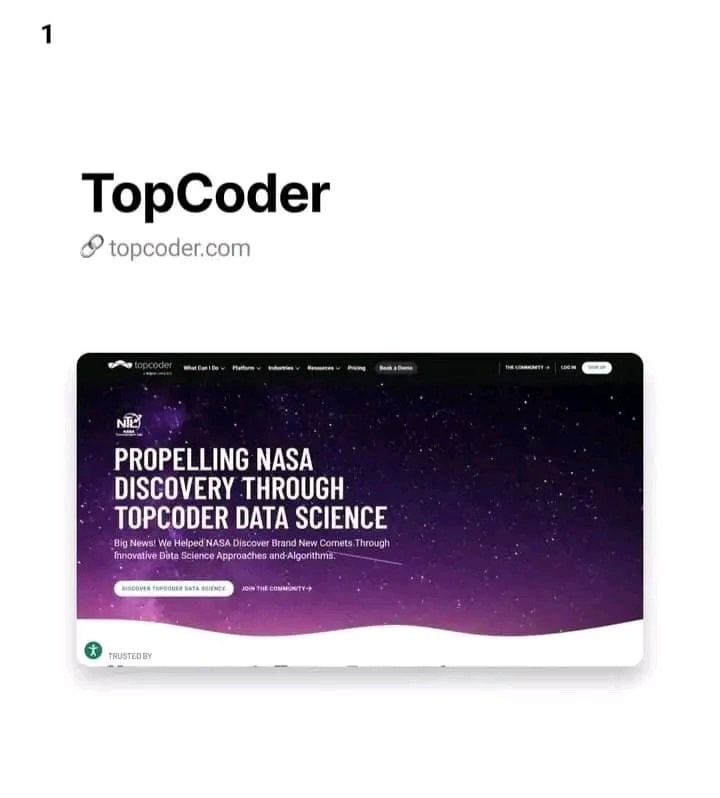 1
TopCoder
topcoder.com
topcoder
What Can I Do
Platform
Industries
Resources
Pricing
Book a Demo
THE COMMUNITY
LOG IN
SIGN UP
NTL
NASA
PROPELLING NASA
DISCOVERY THROUGH
TOPCODER DATA SCIENCE
Big News! We Helped NASA Discover Brand New Comets Through
Innovative Data Science Approaches and Algorithms.
DISCOVER TOPCODER DATA SCIENCE
JOIN THE COMMUNITY
TRUSTED BY